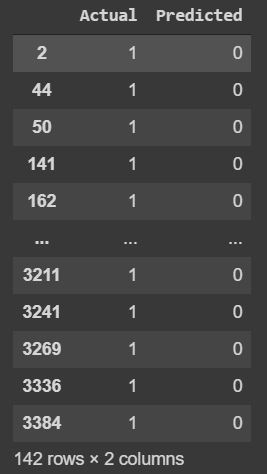 Actual Predicted
2 1 0
44 1 0
50 1 0
141 1 0
162 1 0
... ... ...
3211 1 0
3241 1 0
3269 1 0
3336 1 0
3384 1 0
142 rows × 2 columns